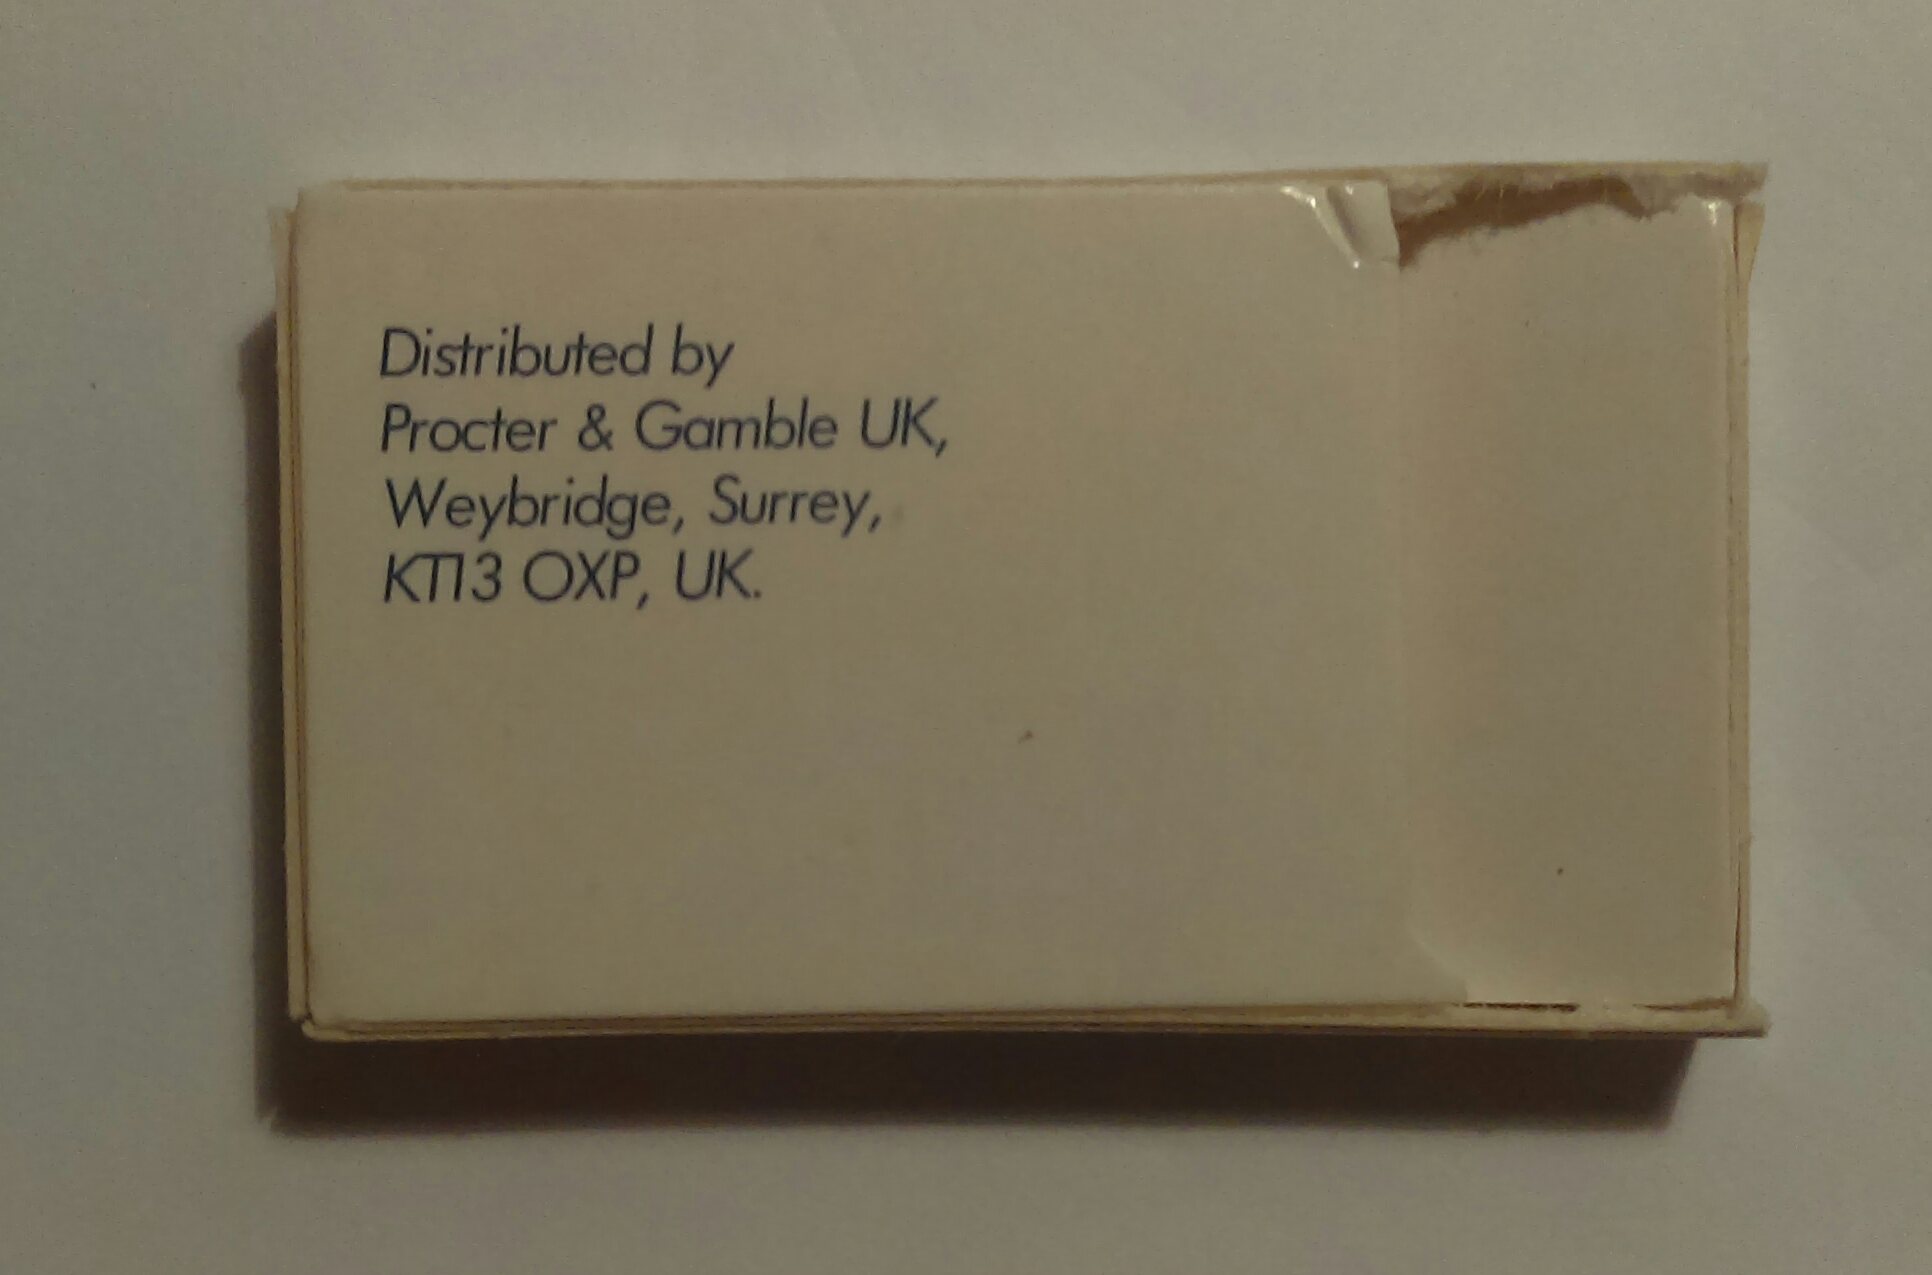 Distributed by
Procter & Gamble UK,
Weybridge, Surrey,
KT13 OXP, UK.